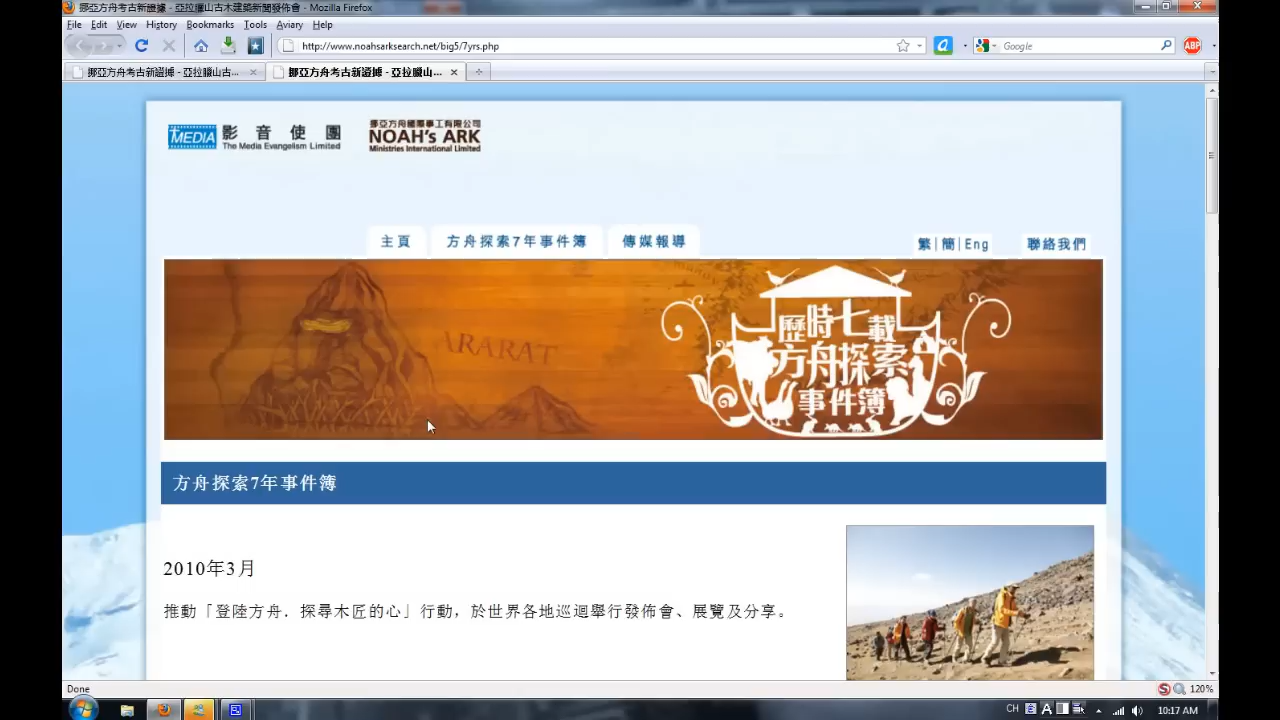 挪亞方舟考古新證據 - 亞拉臘山古木建築新聞發佈會 - Mozilla Firefox
File Edit View History Bookmarks Tools Aviary Help
http://www.noahsarksearch.net/big5/7yrs.php
Google
ABP
挪亞方舟考古新證據 - 亞拉臘山古...
挪亞方舟考古新證據 - 亞拉臘山...
MEDIA 影音使團
The Media Evangelism Limited
挪亞方舟國際事工有限公司
NOAH's ARK
Ministries International Limited
主頁 方舟探索7年事件簿 傳媒報導 繁|簡|Eng 聯絡我們
ARARAT
歷時七載
方舟探索
事件簿
方舟探索7年事件簿
2010年3月
推動「登陸方舟．探尋木匠的心」行動，於世界各地巡迴舉行發佈會、展覽及分享。
Done
120%
CH
10:17 AM